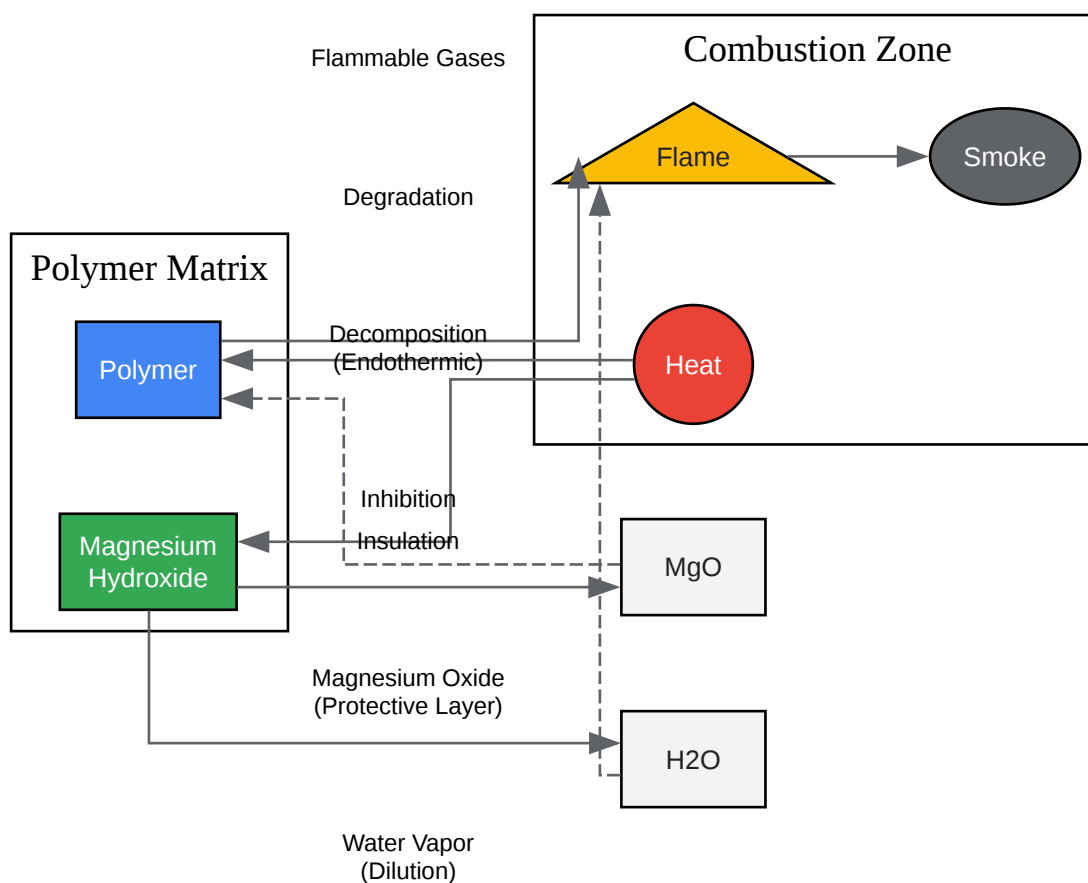 Flammable Gases
Combustion Zone
Flame
Smoke
Degradation
Polymer Matrix
Decomposition
(Endothermic)
Polymer
Heat
Inhibition
Insulation
Magnesium
Hydroxide
MgO
Magnesium Oxide
(Protective Layer)
H2O
Water Vapor
(Dilution)